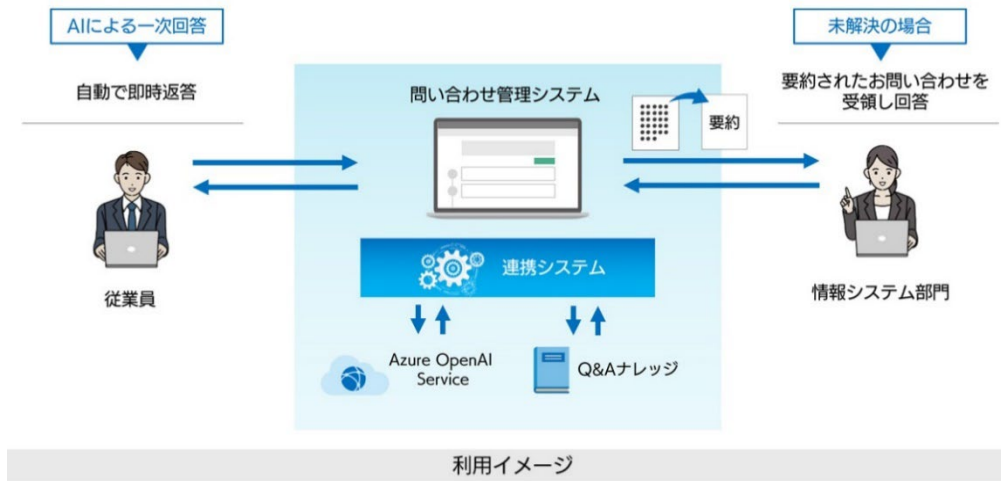 AIによる一次回答
自動で即時返答
従業員
問い合わせ管理システム
要約
連携システム
Azure OpenAI
Service
Q&Aナレッジ
未解決の場合
要約されたお問い合わせを
受領し回答
情報システム部門
利用イメージ